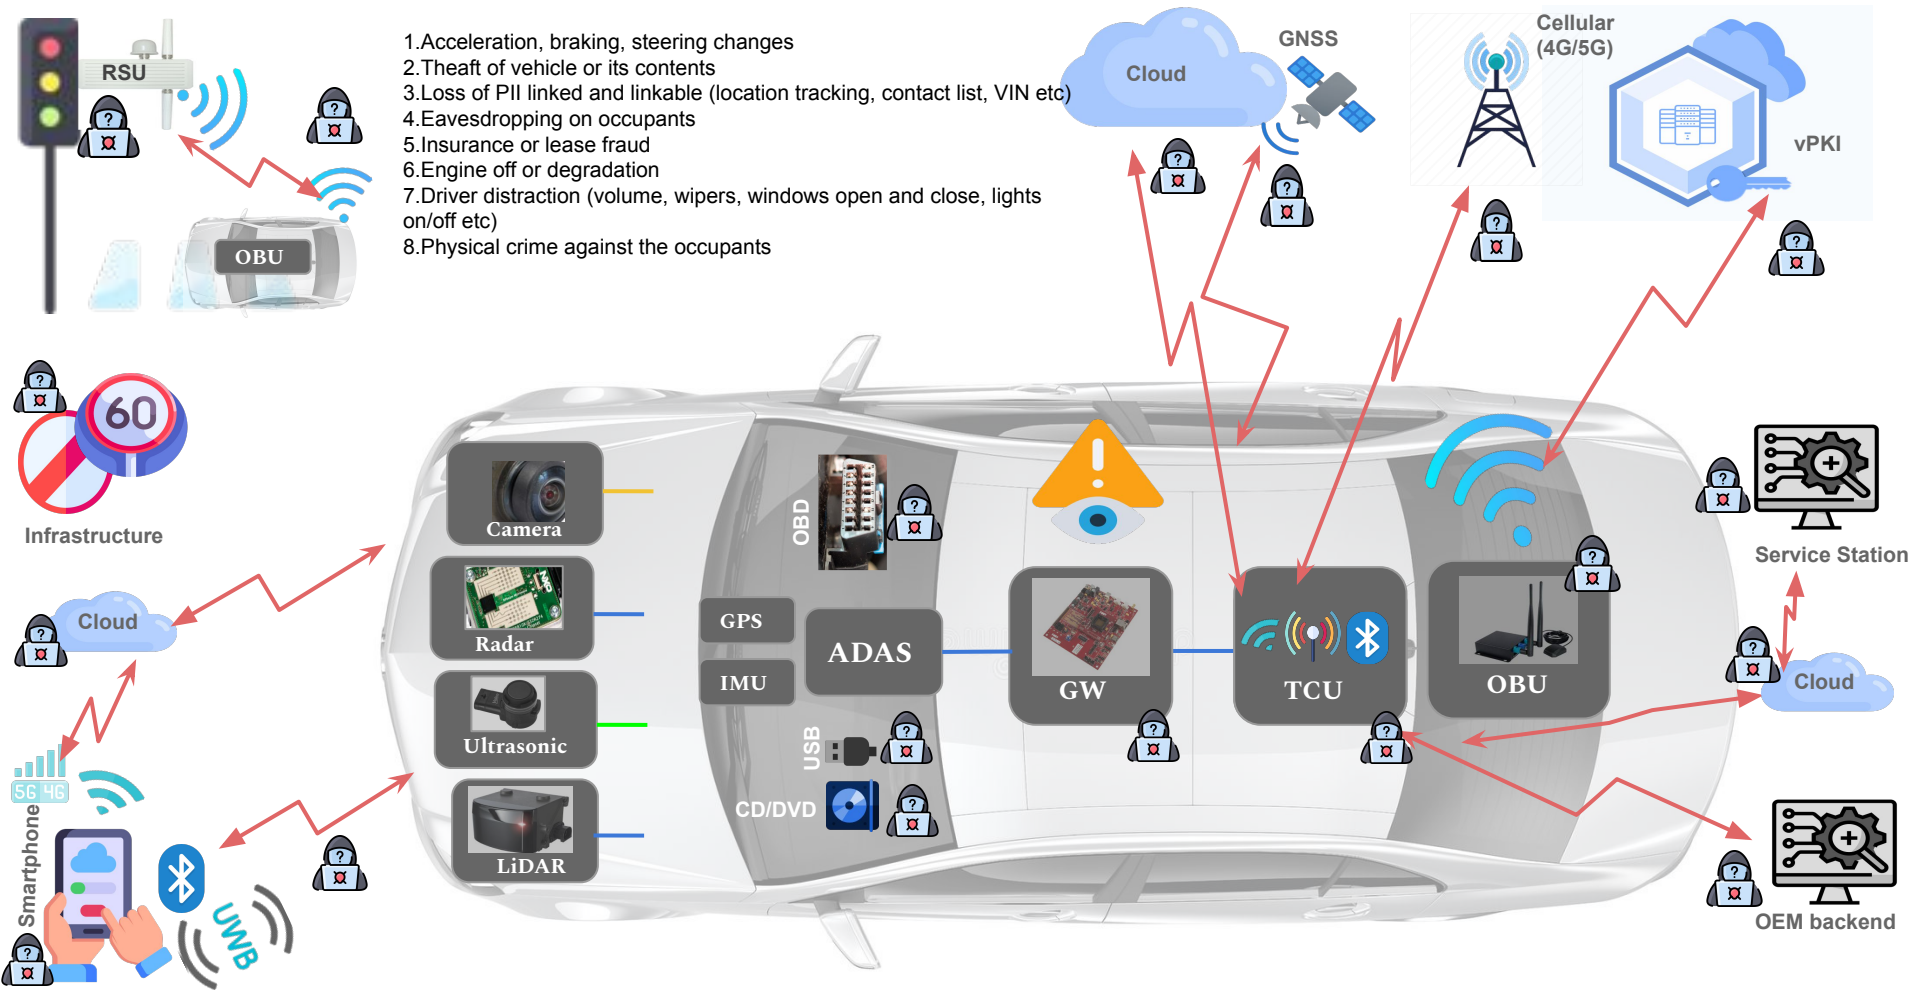 RSU
1.Acceleration, braking, steering changes
2.Theaft of vehicle or its contents
3.Loss of PII linked and linkable (location tracking, contact list, VIN etc)
4.Eavesdropping on occupants
5.Insurance or lease fraud
6.Engine off or degradation
7.Driver distraction (volume, wipers, windows open and close, lights
on/off etc)
8.Physical crime against the occupants
OBU
Cloud
GNSS
Cellular
(4G/5G)
vPKI
60
Infrastructure
Cloud
5G 4G
Smartphone
UWB
Camera
Radar
Ultrasonic
LiDAR
OBD
GPS
IMU
ADAS
USB
CD/DVD
GW
TCU
OBU
Service Station
Cloud
OEM backend